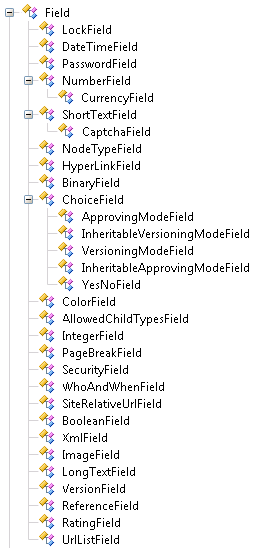 Field
LockField
DateTimeField
PasswordField
NumberField
CurrencyField
ShortTextField
CaptchaField
NodeTypeField
HyperLinkField
BinaryField
ChoiceField
ApprovingModeField
InheritableVersioningModeField
VersioningModeField
InheritableApprovingModeField
YesNoField
ColorField
AllowedChildTypesField
IntegerField
PageBreakField
SecurityField
WhoAndWhenField
SiteRelativeUrlField
BooleanField
XmlField
ImageField
LongTextField
VersionField
ReferenceField
RatingField
UrlListField